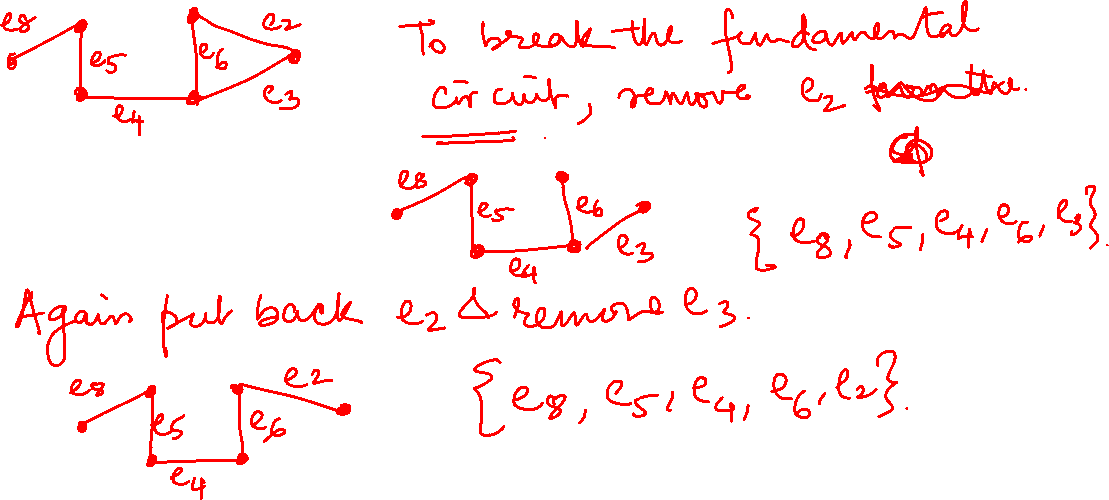 e8 e5 e4 e6 e2 e3
To break the fundamental
circuit, remove e2
e8 e5 e4 e6 e3
{ e8, e5, e4, e6, e3}.
Again put back e2 & remove e3.
e8 e5 e4 e6 e2
{ e8, e5, e4, e6, e2}.